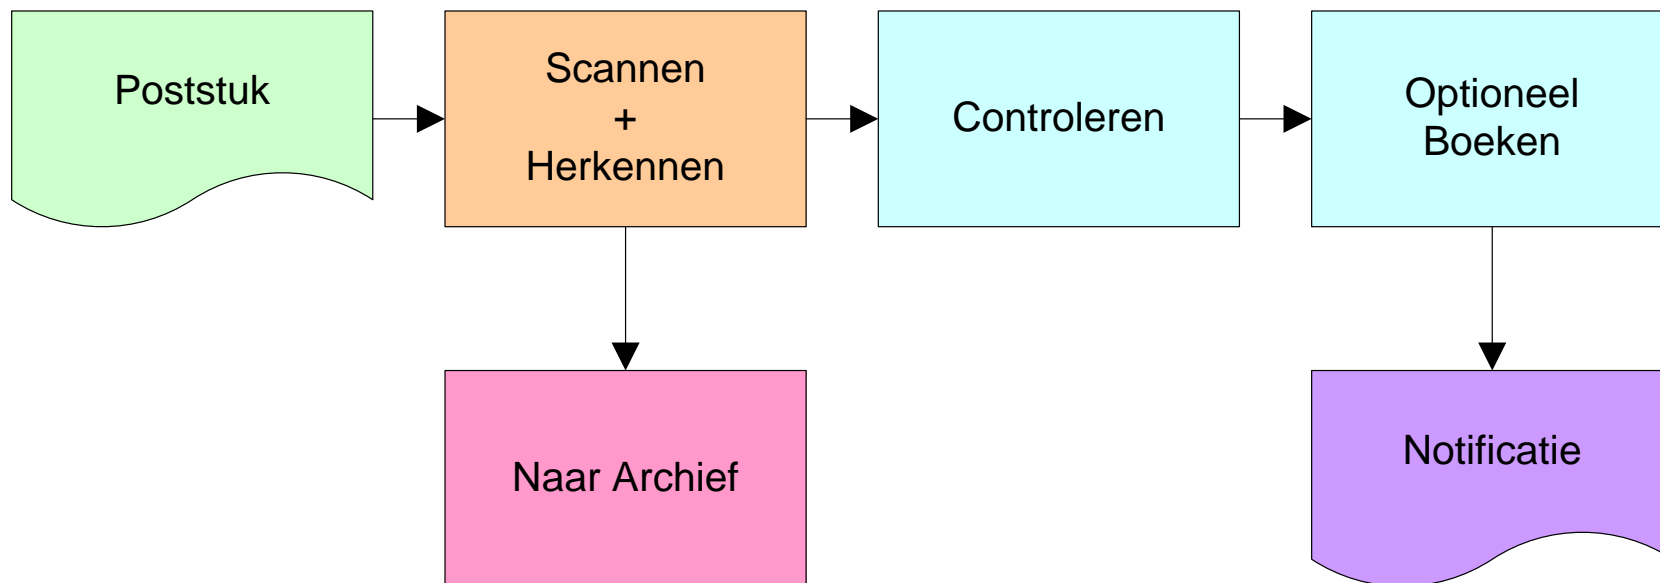 Poststuk
Scannen
+
Herkennen
Controleren
Optioneel
Boeken
Naar Archief
Notificatie